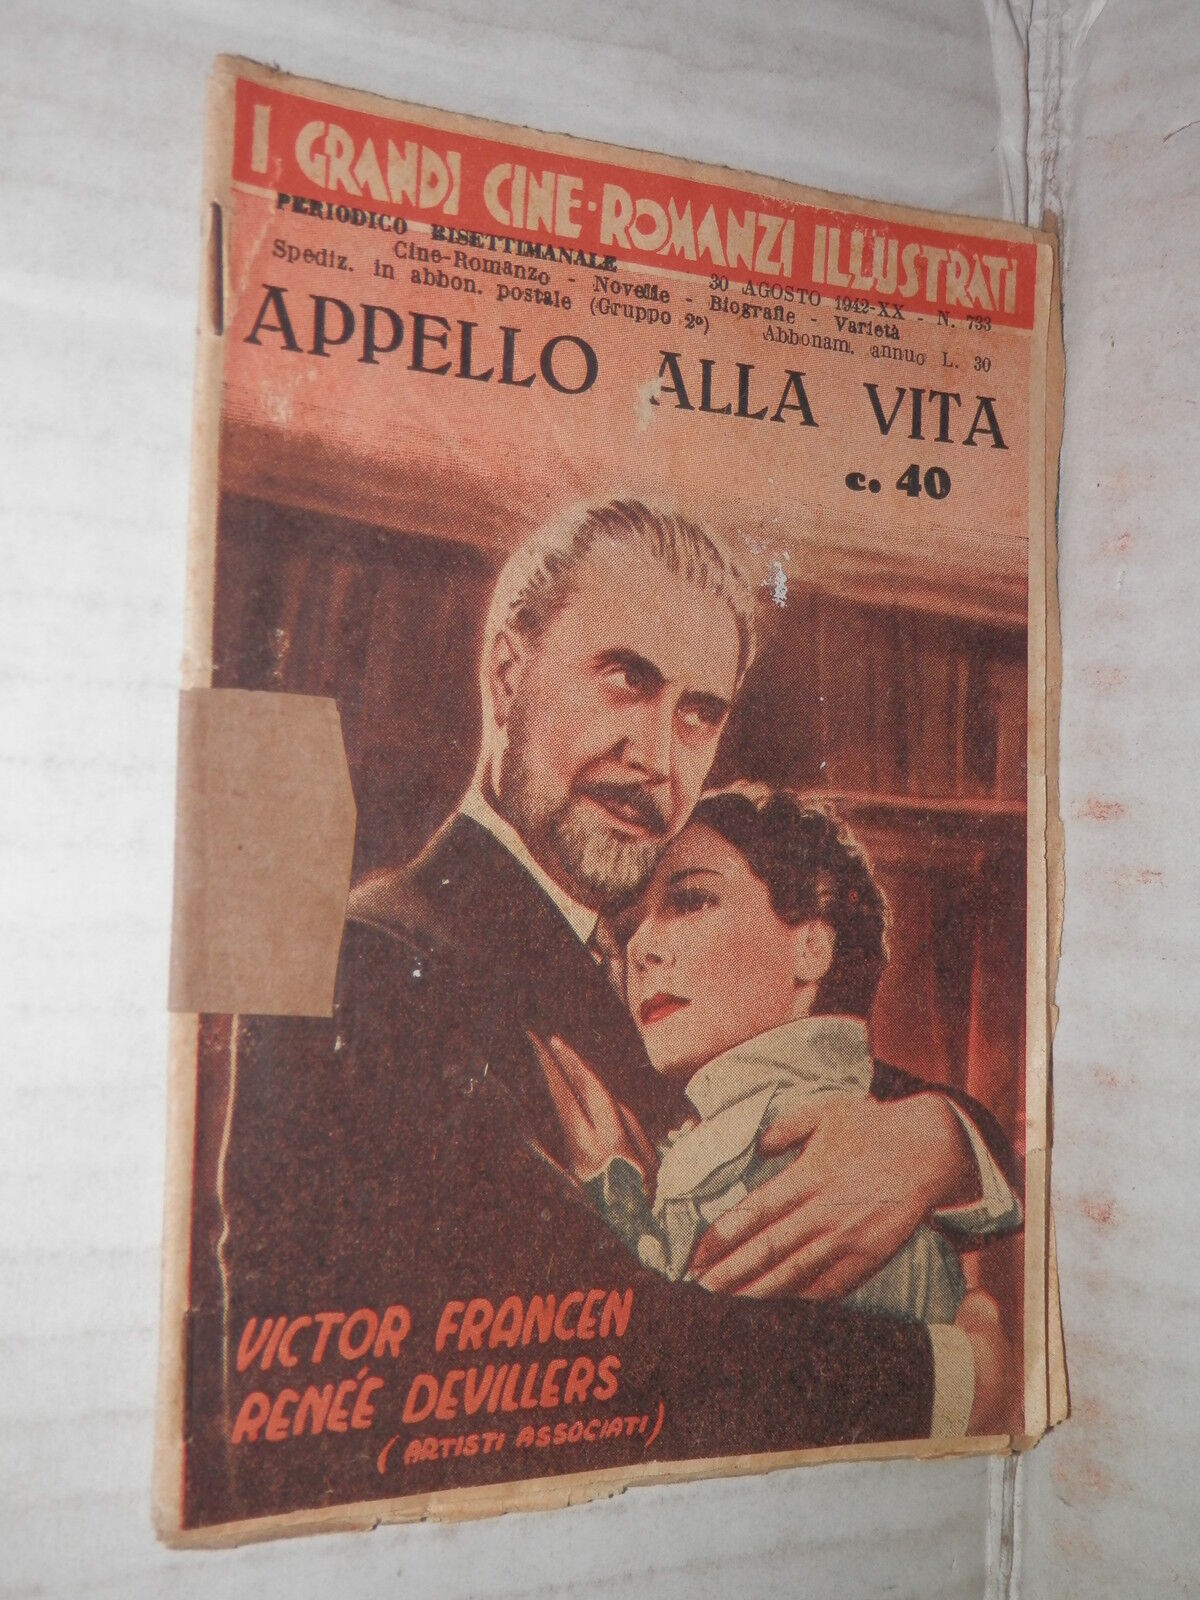 I GRANDI CINE-ROMANZI ILLUSTRATI
PERIODICO BISETTIMANALE 30 AGOSTO 1942-XX - N. 733
Cine-Romanzo - Novelle - Biografie - Varietà
Spediz. in abbon. postale (Gruppo 2º) Abbonam. annuo L. 30
APPELLO ALLA VITA
c. 40
VICTOR FRANCEN
RENÉE DEVILLERS
(ARTISTI ASSOCIATI)